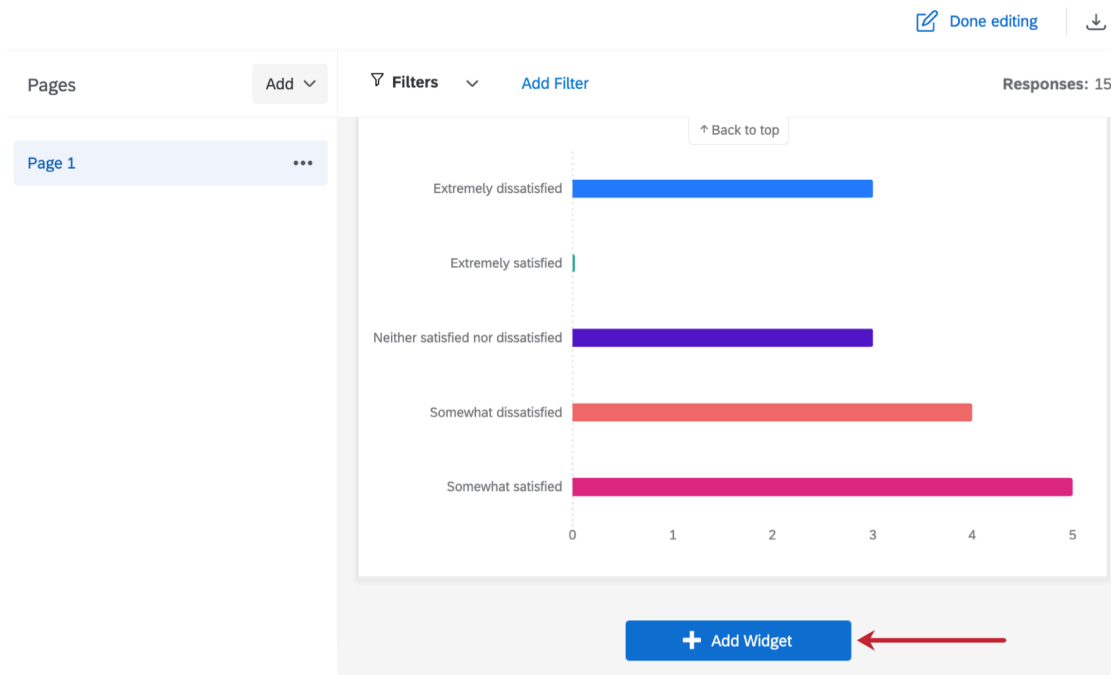 Done editing
Pages
Add
Filters
Add Filter
Responses: 15
↑ Back to top
Page 1
Extremely dissatisfied
Extremely satisfied
Neither satisfied nor dissatisfied
Somewhat dissatisfied
Somewhat satisfied
0 1 2 3 4 5
Add Widget